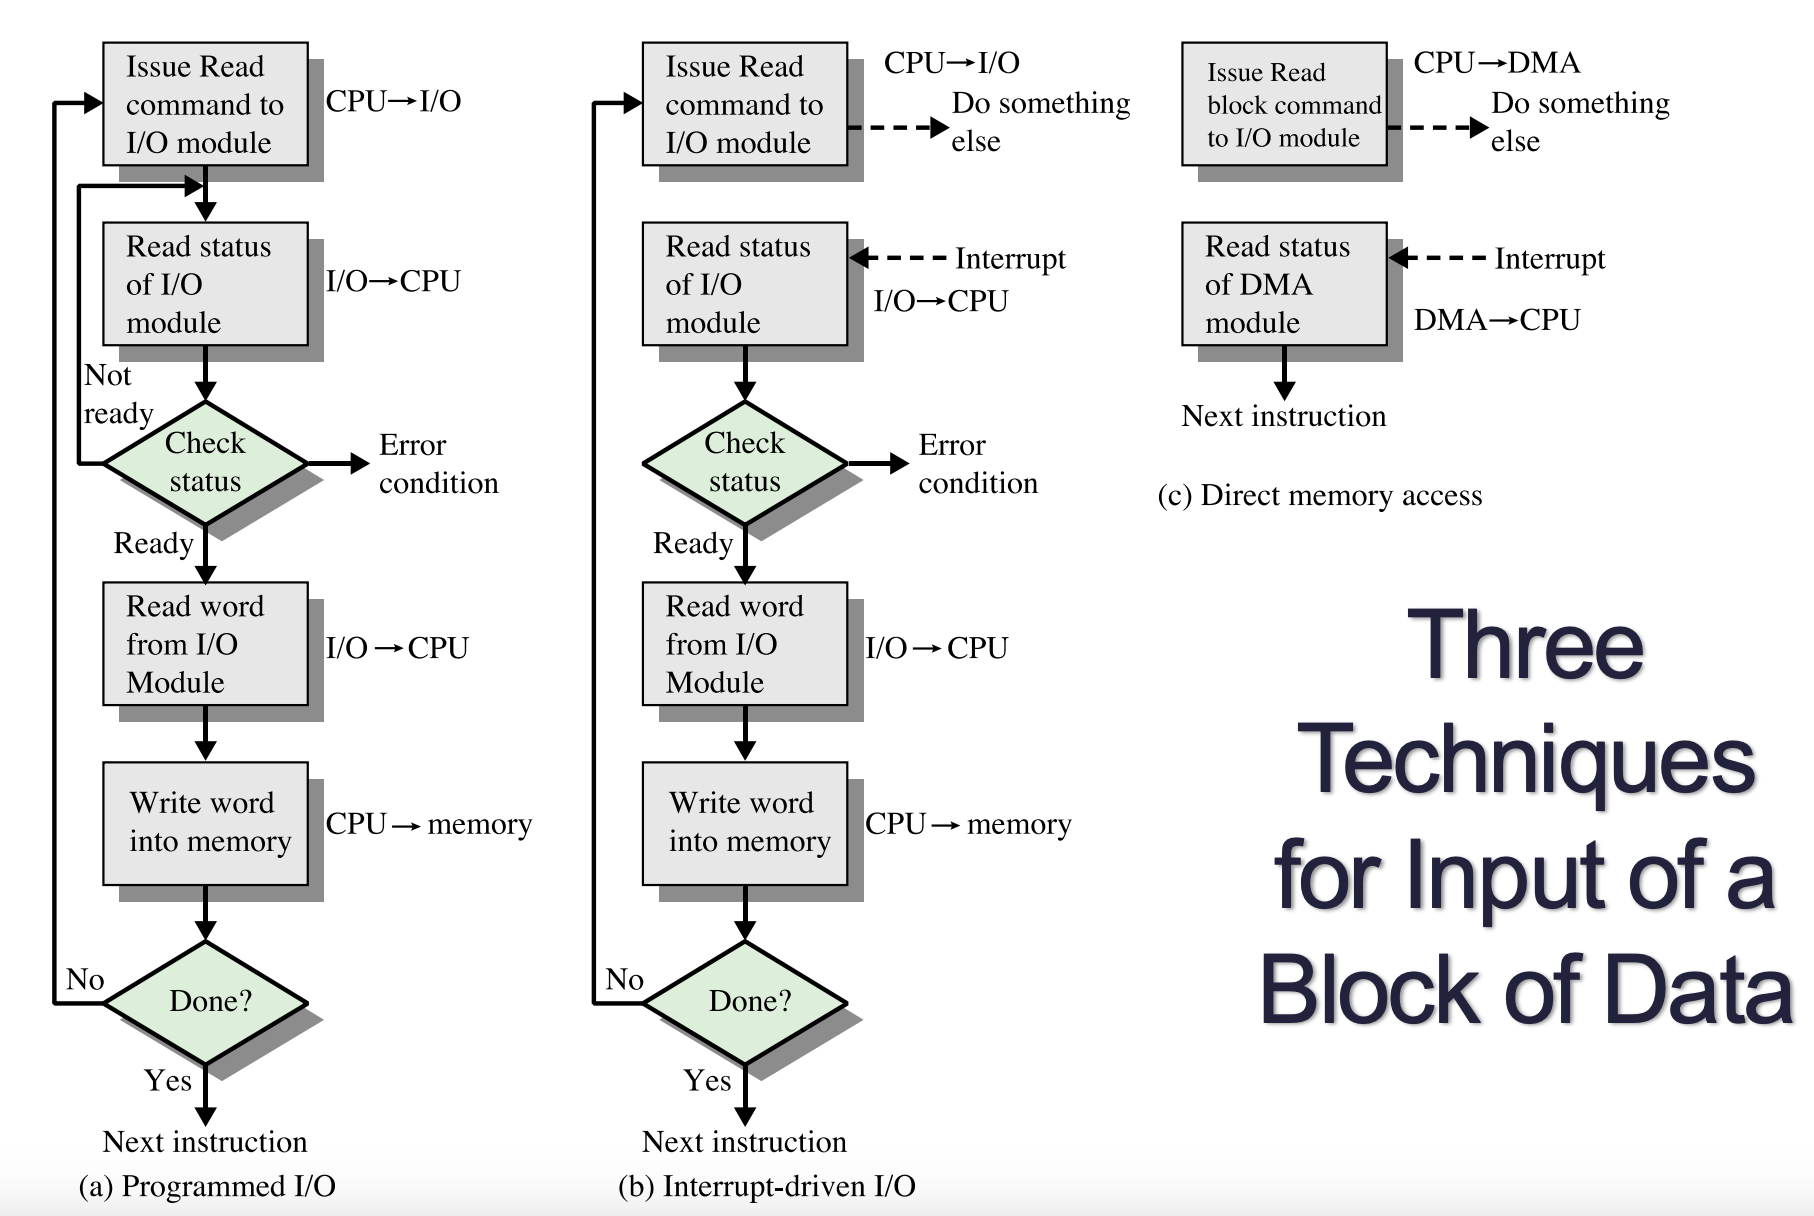 Issue Read
command to
I/O module
CPU→I/O
Read status
of I/O
module
I/O→CPU
Not
ready
Check
status
Error
condition
Ready
Read word
from I/O
Module
I/O→CPU
Write word
into memory
CPU→memory
No
Done?
Yes
Next instruction
(a) Programmed I/O
Issue Read
command to
I/O module
CPU→I/O
Do something
else
Read status
of I/O
module
Interrupt
I/O→CPU
Check
status
Error
condition
Ready
Read word
from I/O
Module
I/O→CPU
Write word
into memory
CPU→memory
No
Done?
Yes
Next instruction
(b) Interrupt-driven I/O
Issue Read
block command
to I/O module
CPU→DMA
Do something
else
Read status
of DMA
module
Interrupt
DMA→CPU
Next instruction
(c) Direct memory access
Three
Techniques
for Input of a
Block of Data